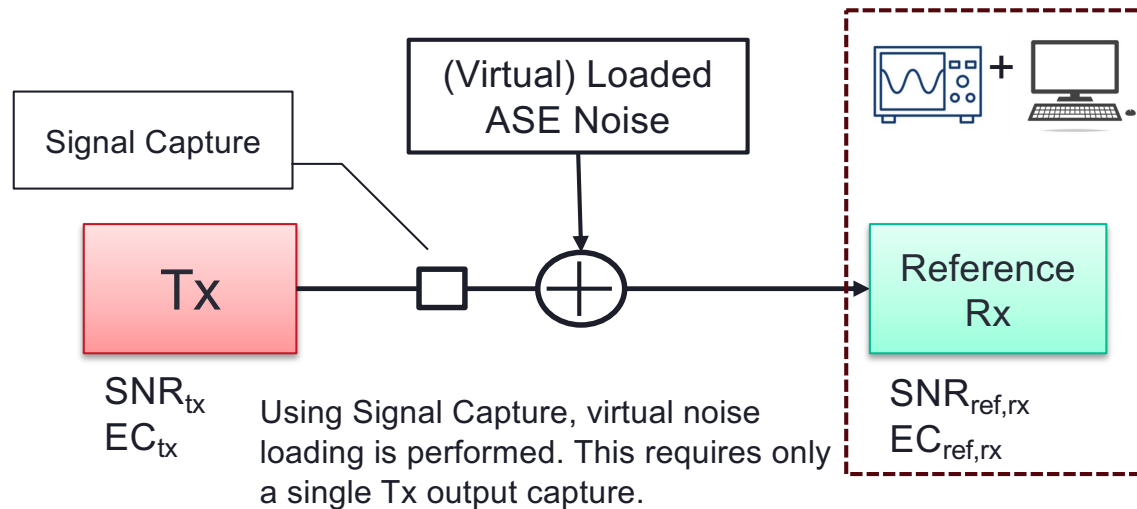 (Virtual) Loaded
ASE Noise
+
Signal Capture
Tx
Reference
Rx
SNRtx
ECtx
Using Signal Capture, virtual noise
loading is performed. This requires only
a single Tx output capture.
SNRref,rx
ECref,rx